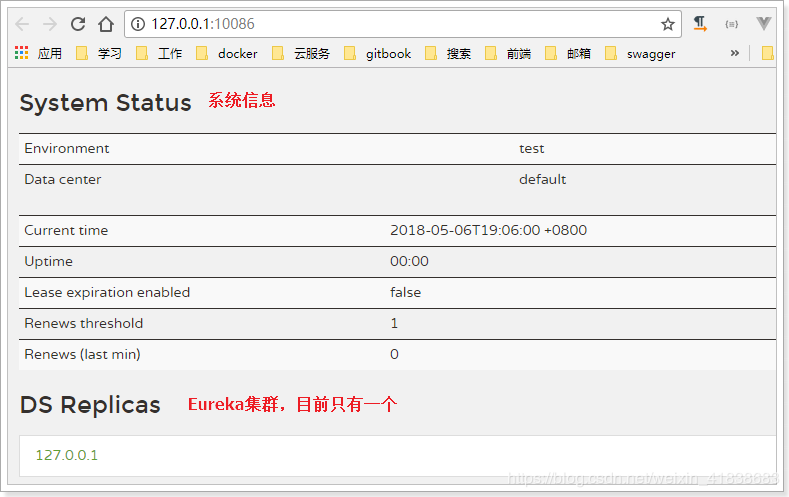 127.0.0.1:10086
应用 学习 工作 docker 云服务 gitbook 搜索 前端 邮箱 swagger »
System Status 系统信息
Environment test
Data center default
Current time 2018-05-06T19:06:00 +0800
Uptime 00:00
Lease expiration enabled false
Renews threshold 1
Renews (last min) 0
DS Replicas Eureka集群，目前只有一个
127.0.0.1
https://blog.csdn.net/weixin_41838683